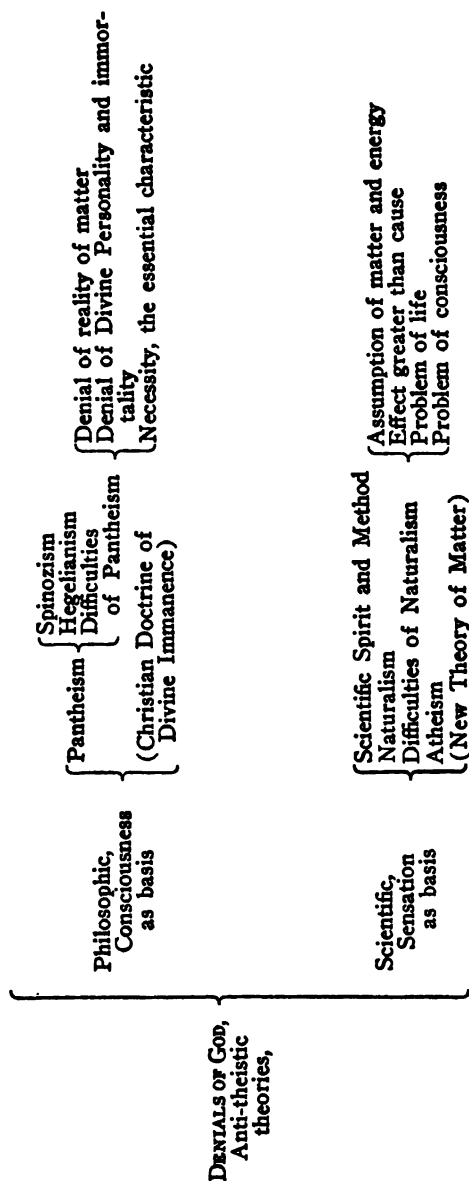 DENIALS OF GOD,
Anti-theistic
theories,
Philosophic,
Consciousness
as basis
Pantheism
Spinozism
Hegelianism
Difficulties
of Pantheism
Denial of reality of matter
Denial of Divine Personality and immor-
tality
Necessity, the essential characteristic
(Christian Doctrine of
Divine Immanence)
Scientific,
Sensation
as basis
Scientific Spirit and Method
Naturalism
Difficulties of Naturalism
Atheism
(New Theory of Matter)
Assumption of matter and energy
Effect greater than cause
Problem of life
Problem of consciousness